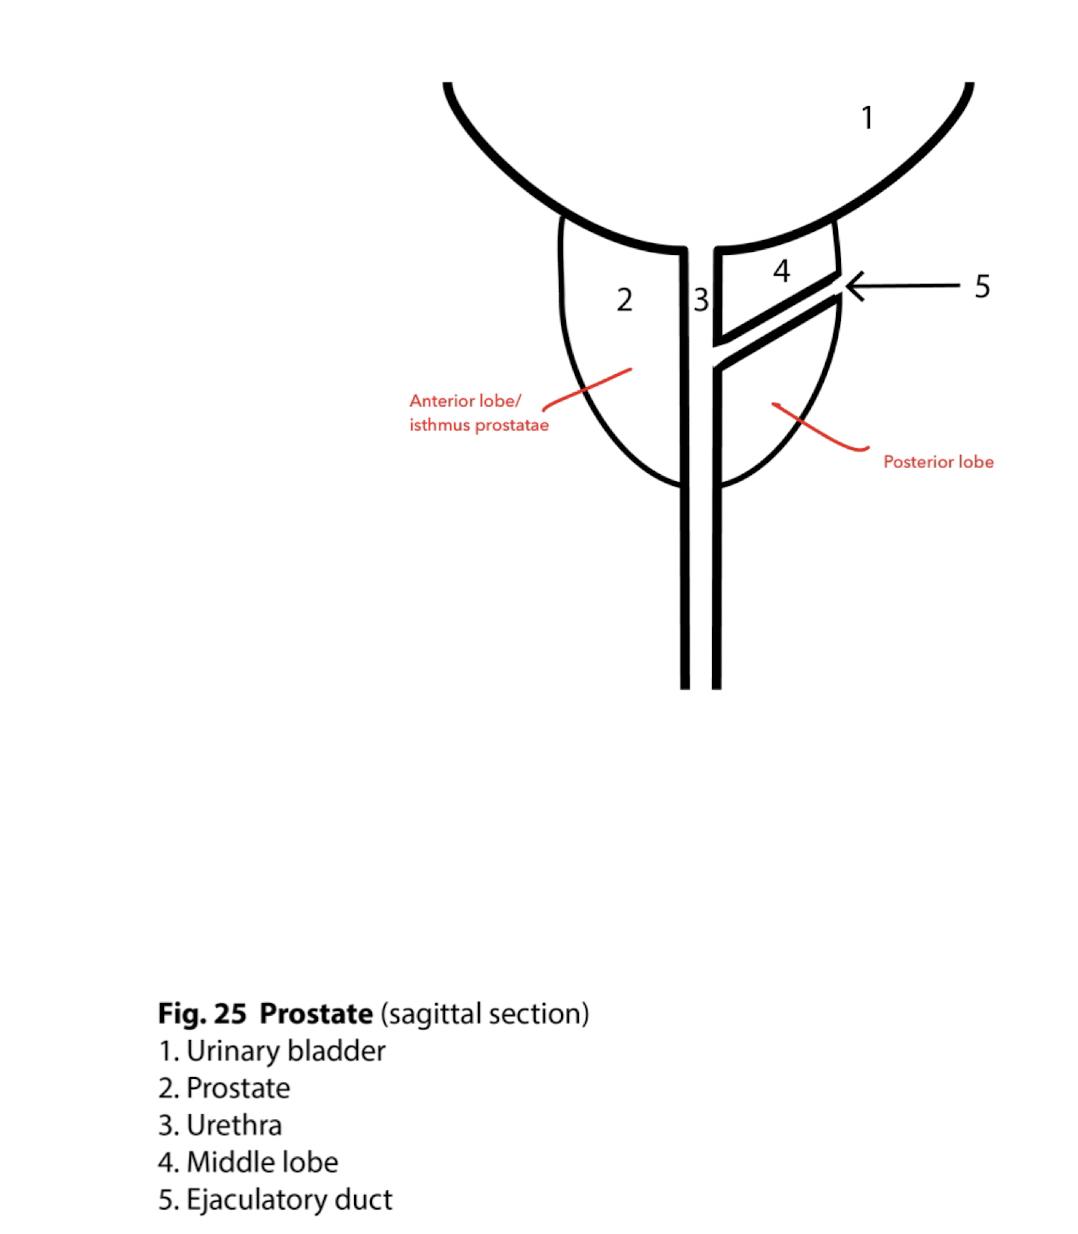 1
4
2
3
5
Anterior lobe/
isthmus prostatae
Posterior lobe
Fig. 25 Prostate (sagittal section)
1. Urinary bladder
2. Prostate
3. Urethra
4. Middle lobe
5. Ejaculatory duct